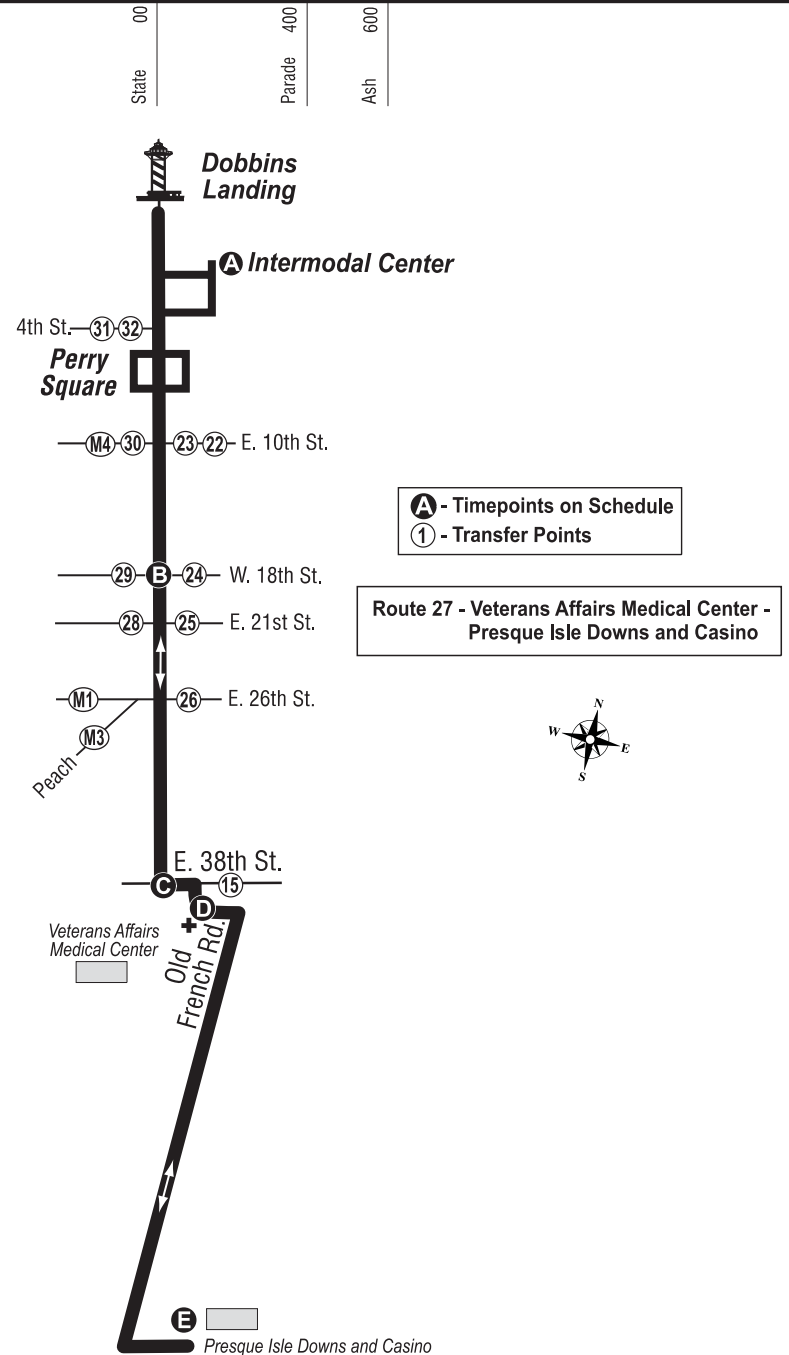 State 00
Parade 400
Ash 600
Dobbins
Landing
A Intermodal Center
4th St. 31 32
Perry
Square
M4 30 23 22 E. 10th St.
A - Timepoints on Schedule
1 - Transfer Points
29 B 24 W. 18th St.
28 25 E. 21st St.
Route 27 - Veterans Affairs Medical Center -
Presque Isle Downs and Casino
M1 26 E. 26th St.
M3
Peach
N
W
E
S
E. 38th St.
C 15
D
Veterans Affairs
Medical Center
Old
French Rd.
E
Presque Isle Downs and Casino